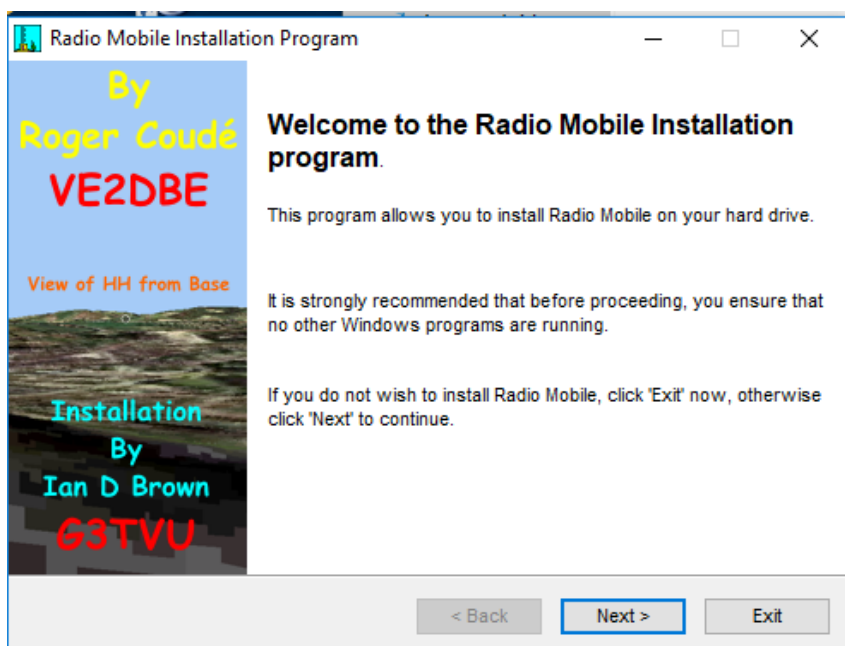 Radio Mobile Installation Program
By
Roger Coudé
VE2DBE
View of HH from Base
Installation
By
Ian D Brown
G3TVU
Welcome to the Radio Mobile Installation
program.
This program allows you to install Radio Mobile on your hard drive.
It is strongly recommended that before proceeding, you ensure that
no other Windows programs are running.
If you do not wish to install Radio Mobile, click 'Exit' now, otherwise
click 'Next' to continue.
< Back
Next >
Exit